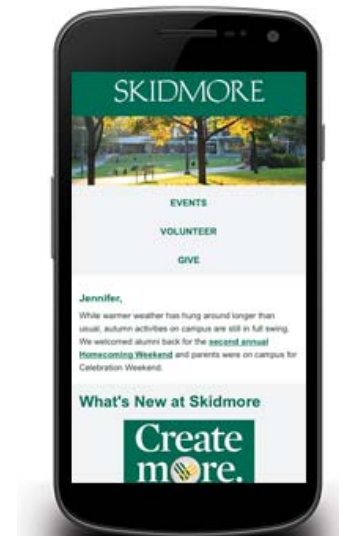 SKIDMORE
EVENTS
VOLUNTEER
GIVE
Jennifer,
While warmer weather has hung around longer than
usual, autumn activities on campus are still in full swing.
We welcomed alumni back for the second annual
Homecoming Weekend and parents were on campus for
Celebration Weekend.
What's New at Skidmore
Create
more.